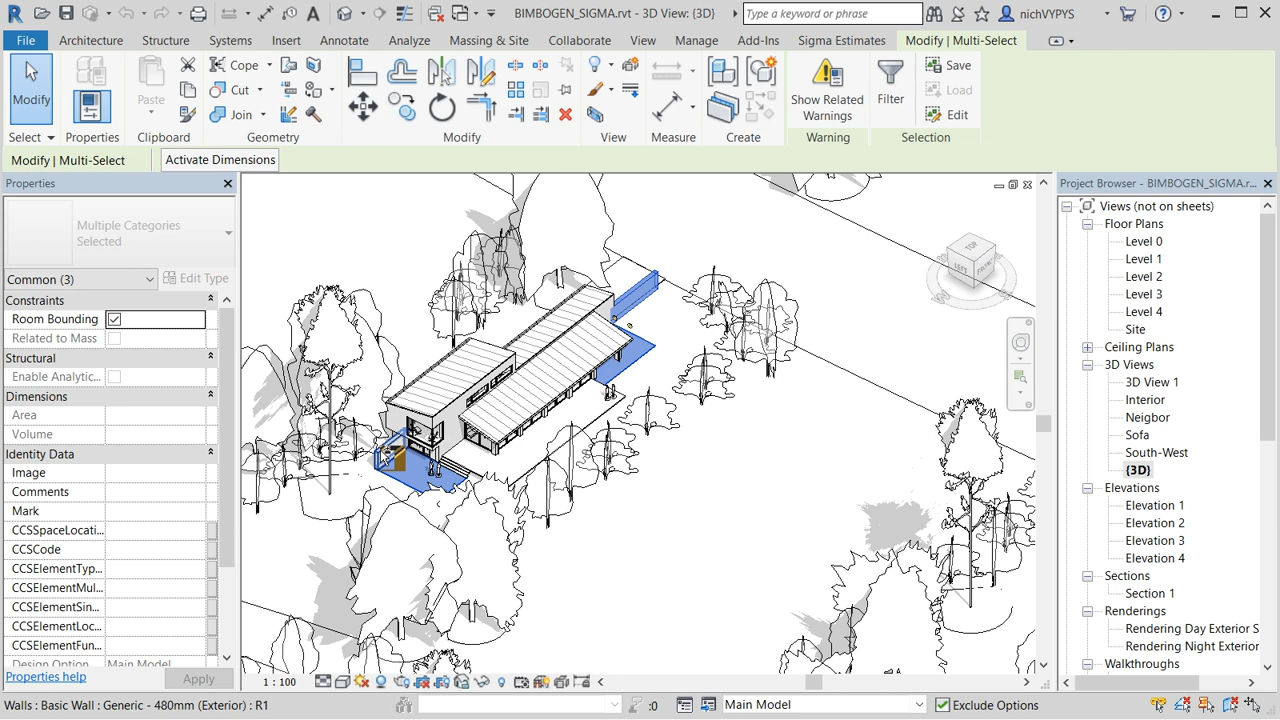 BIMBOGEN_SIGMA.rvt - 3D View: {3D}
Type a keyword or phrase
nichVYPYS
File
Architecture
Structure
Systems
Insert
Annotate
Analyze
Massing & Site
Collaborate
View
Manage
Add-Ins
Sigma Estimates
Modify | Multi-Select
Modify
Select
Properties
Paste
Clipboard
Cope
Cut
Join
Geometry
Modify
View
Measure
Create
Show Related
Warnings
Warning
Filter
Save
Load
Edit
Selection
Modify | Multi-Select
Activate Dimensions
Properties
Multiple Categories
Selected
Common (3)
Edit Type
Constraints
Room Bounding
Related to Mass
Structural
Enable Analytic...
Dimensions
Area
Volume
Identity Data
Image
Comments
Mark
CCSSpaceLocati...
CCSCode
CCSElementTyp...
CCSElementMul...
CCSElementSin...
CCSElementLoc...
CCSElementFun...
Design Option
Main Model
Properties help
Apply
TOP
LEFT
FRONT
1 : 100
Project Browser - BIMBOGEN_SIGMA.r...
Views (not on sheets)
Floor Plans
Level 0
Level 1
Level 2
Level 3
Level 4
Site
Ceiling Plans
3D Views
3D View 1
Interior
Neigbor
Sofa
South-West
{3D}
Elevations
Elevation 1
Elevation 2
Elevation 3
Elevation 4
Sections
Section 1
Renderings
Rendering Day Exterior S
Rendering Night Exterior
Walkthroughs
Walls : Basic Wall : Generic - 480mm (Exterior) : R1
:0
Main Model
Exclude Options